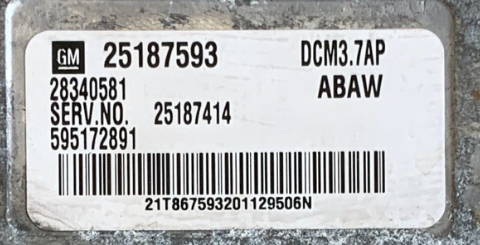 GM 25187593 DCM3.7AP
28340581 ABAW
SERV.NO. 25187414
595172891
21T867593201129506N